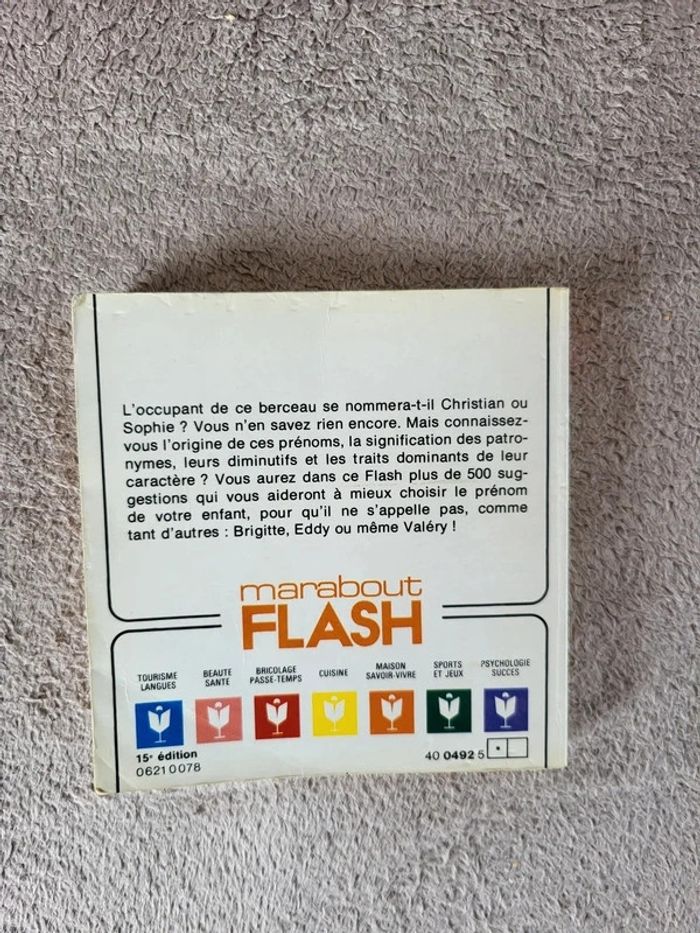 L'occupant de ce berceau se nommera-t-il Christian ou
Sophie ? Vous n'en savez rien encore. Mais connaissez-
vous l'origine de ces prénoms, la signification des patro-
nymes, leurs diminutifs et les traits dominants de leur
caractère ? Vous aurez dans ce Flash plus de 500 sug-
gestions qui vous aideront à mieux choisir le prénom
de votre enfant, pour qu'il ne s'appelle pas, comme
tant d'autres : Brigitte, Eddy ou même Valéry !
marabout
FLASH
TOURISME
LANGUES
BEAUTE
SANTE
BRICOLAGE
PASSE-TEMPS
CUISINE
MAISON
SAVOIR-VIVRE
SPORTS
ET JEUX
PSYCHOLOGIE
SUCCES
15e édition
06210078
40 0492 5